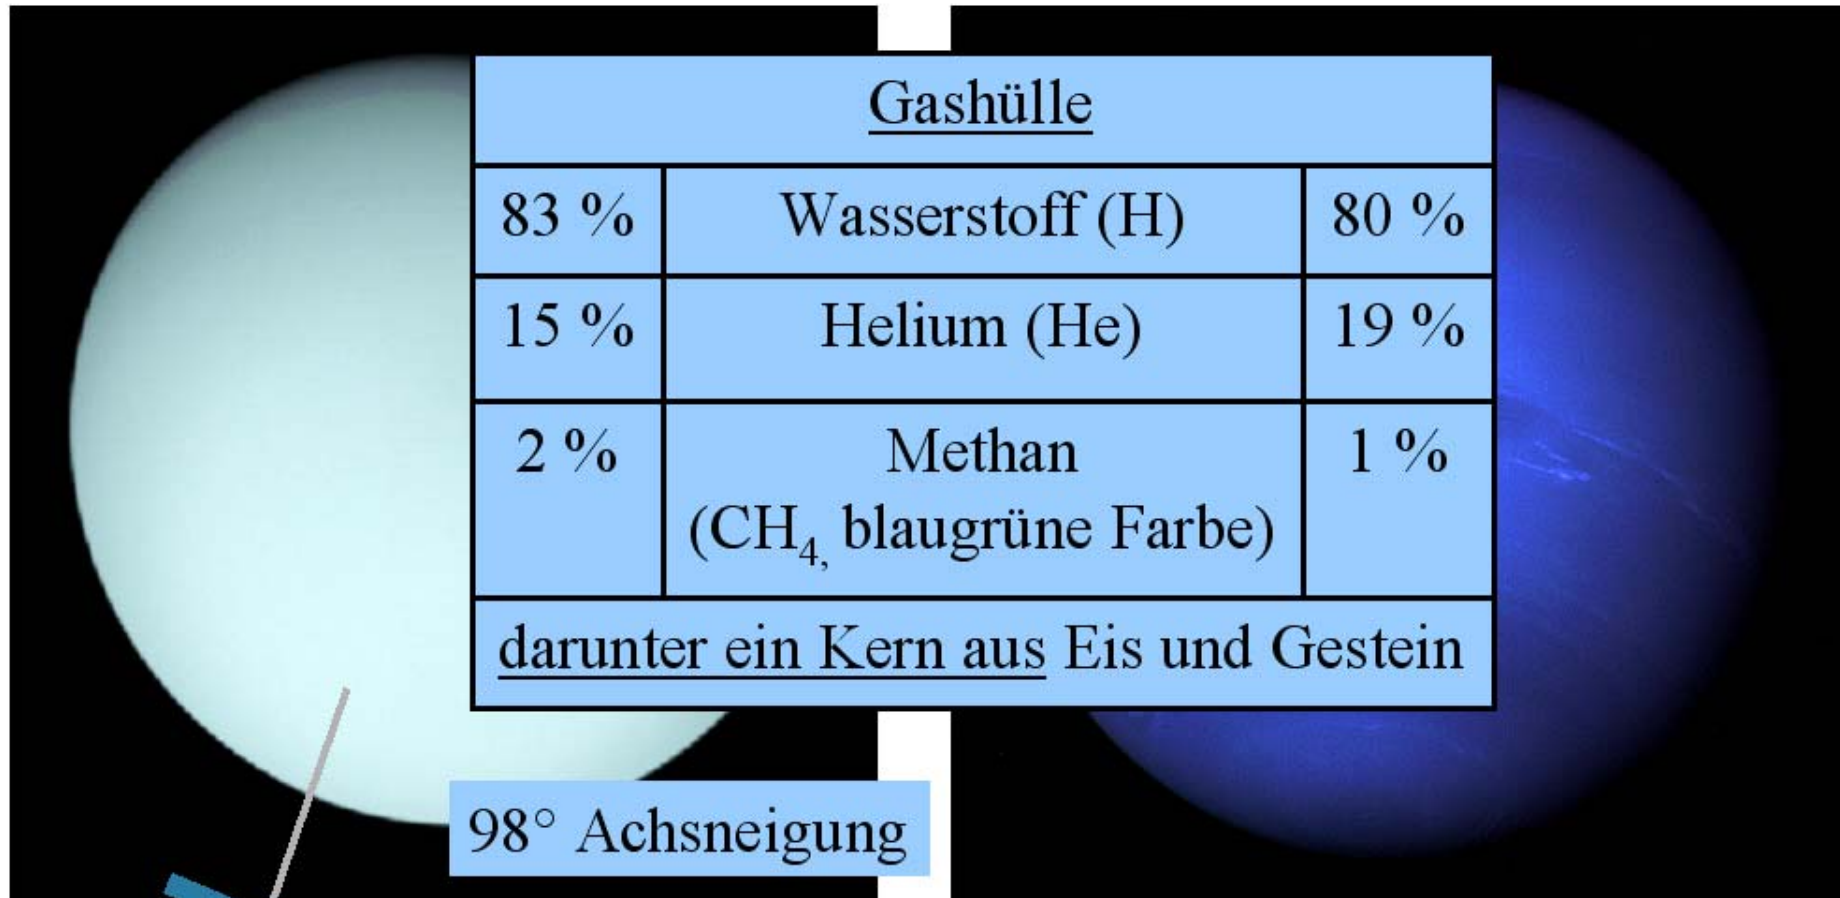 Gashülle
83 % Wasserstoff (H) 80 %
15 % Helium (He) 19 %
2 % Methan 1 %
(CH₄, blaugrüne Farbe)
darunter ein Kern aus Eis und Gestein
98° Achsneigung